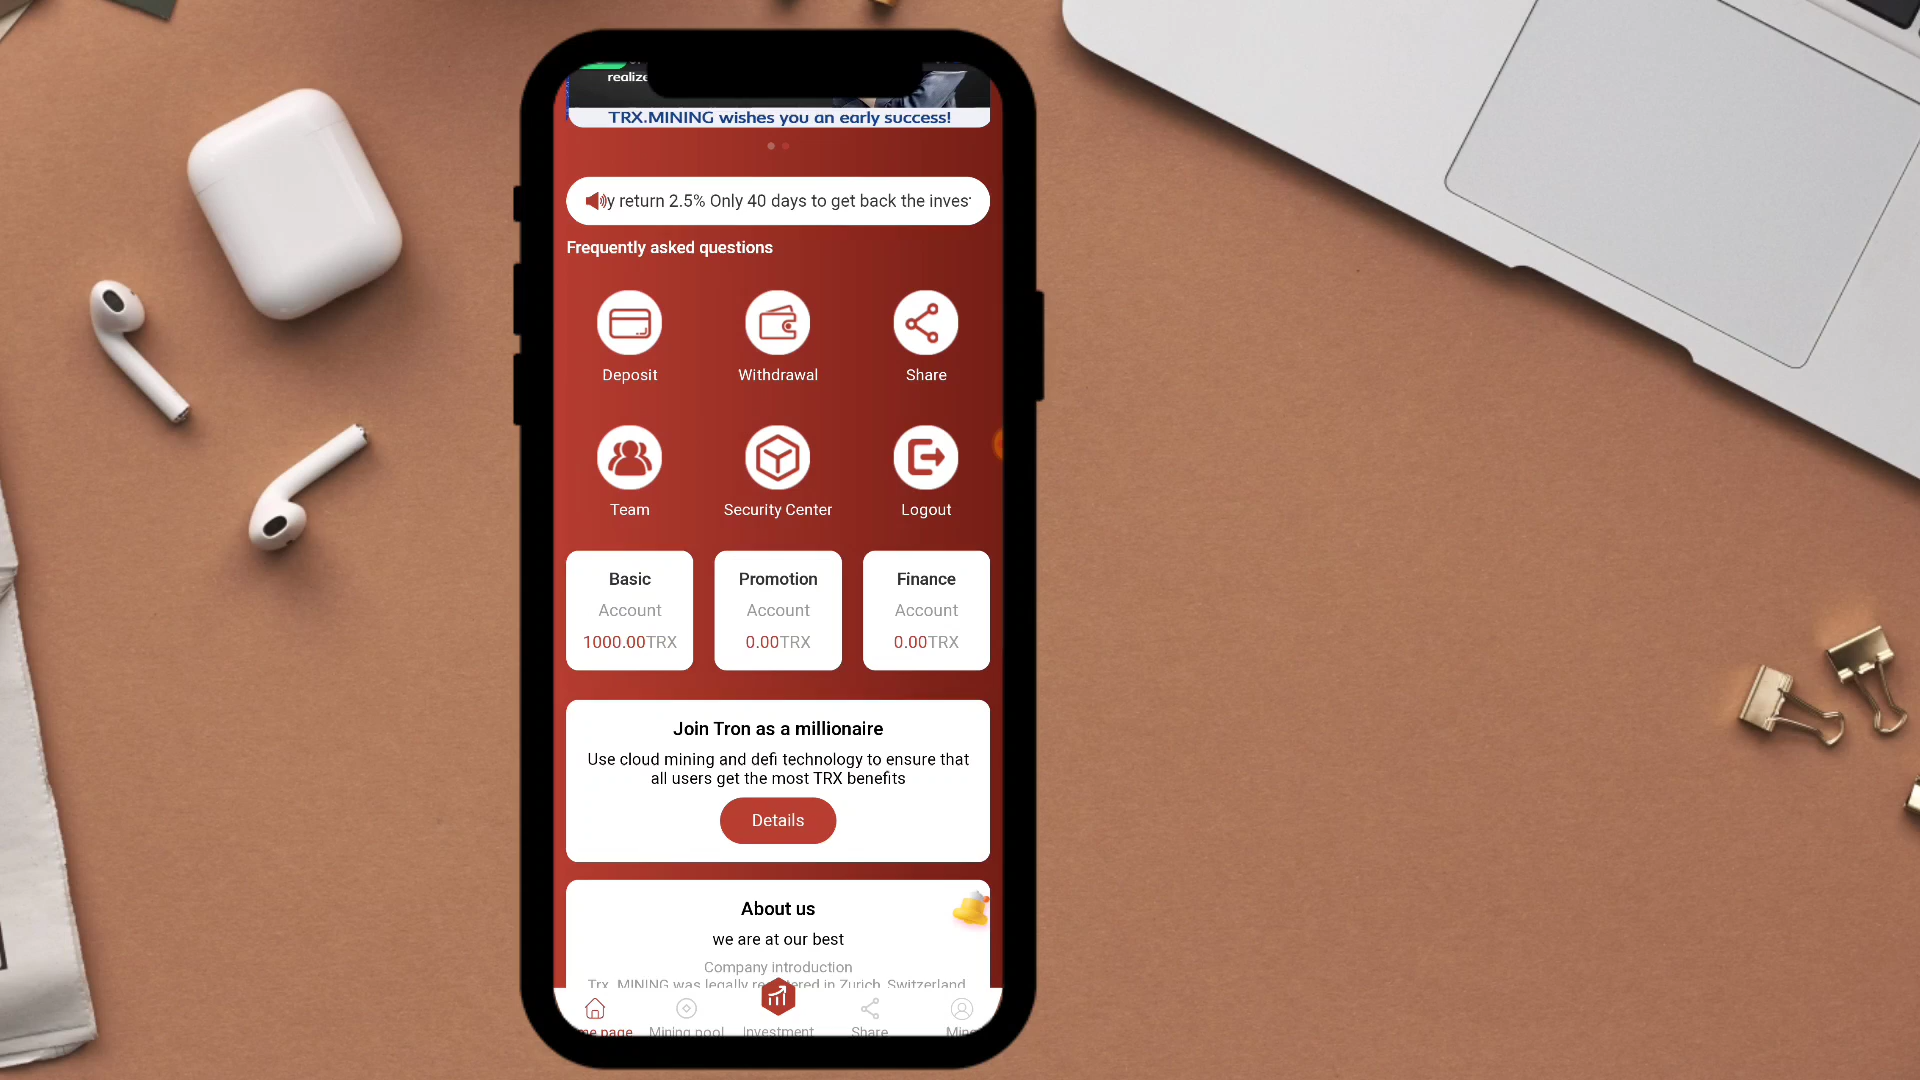 TRX.MINING wishes you an early success!
y return 2.5% Only 40 days to get back the inves
Frequently asked questions
Deposit Withdrawal Share
Team Security Center Logout
Basic Promotion Finance
Account Account Account
1000.00TRX 0.00TRX 0.00TRX
Join Tron as a millionaire
Use cloud mining and defi technology to ensure that
all users get the most TRX benefits
Details
About us
we are at our best
Company introduction
Trx MINING was legally registered in Zurich, Switzerland
me page Mining pool Investment Share Mine